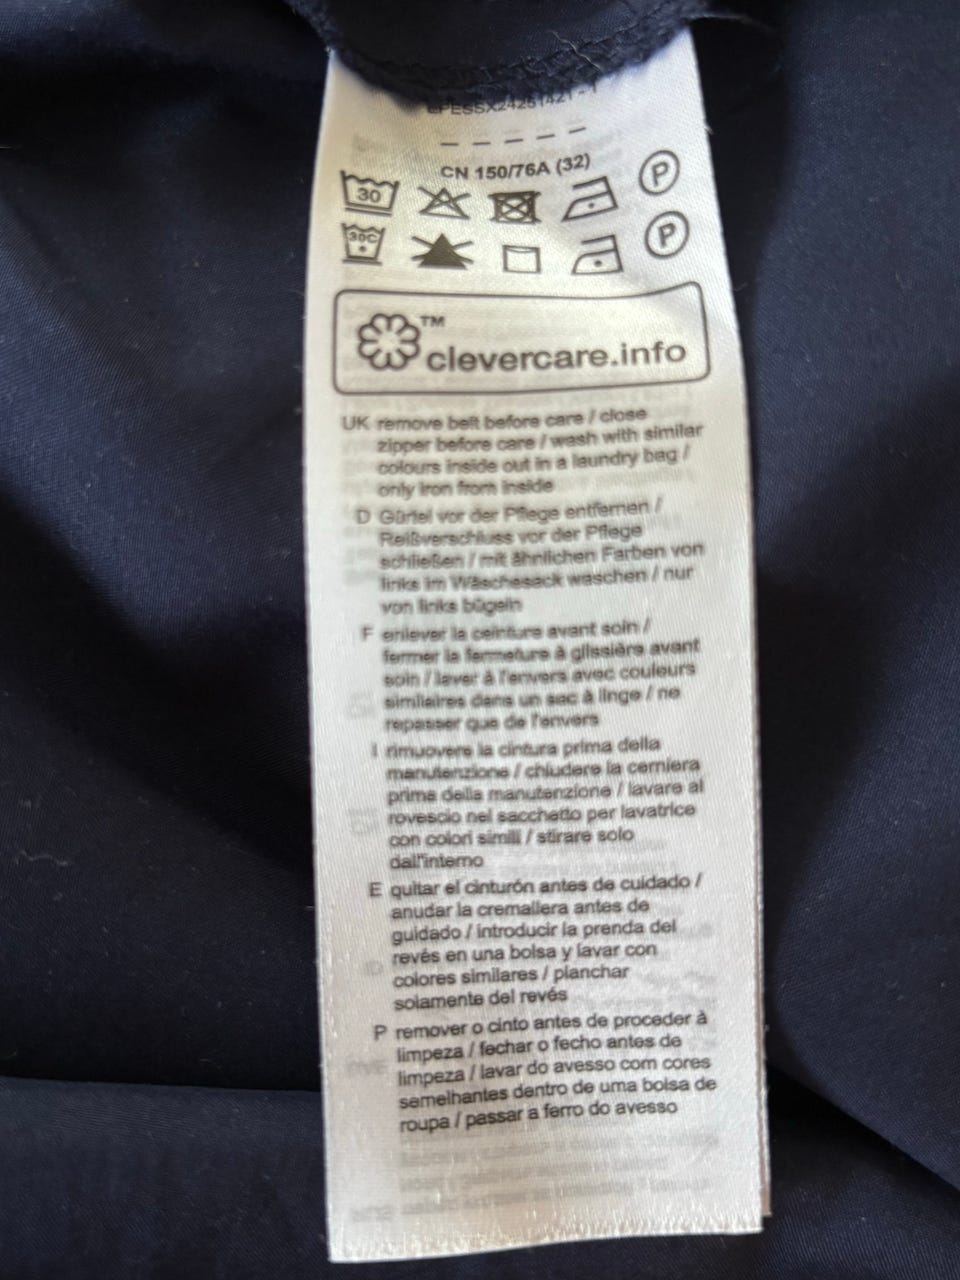 EPESSX24251421 - 1
CN 150/76A (32)
30 P
30C P
TM
clevercare.info
UK remove belt before care / close
zipper before care / wash with similar
colours inside out in a laundry bag /
only iron from inside
D Gürtel vor der Pflege entfernen /
Reißverschluss vor der Pflege
schließen / mit ähnlichen Farben von
links im Wäschesack waschen / nur
von links bügeln
F enlever la ceinture avant soin /
fermer la fermeture à glissière avant
soin / laver à l'envers avec couleurs
similaires dans un sac à linge / ne
repasser que de l'envers
I rimuovere la cintura prima della
manutenzione / chiudere la cerniera
prima della manutenzione / lavare al
rovescio nel sacchetto per lavatrice
con colori simili / stirare solo
dall'interno
E quitar el cinturón antes de cuidado /
anudar la cremallera antes de
guidado / introducir la prenda del
revés en una bolsa y lavar con
colores similares / planchar
solamente del revés
P remover o cinto antes de proceder à
limpeza / fechar o fecho antes de
limpeza / lavar do avesso com cores
semelhantes dentro de uma bolsa de
roupa / passar a ferro do avesso